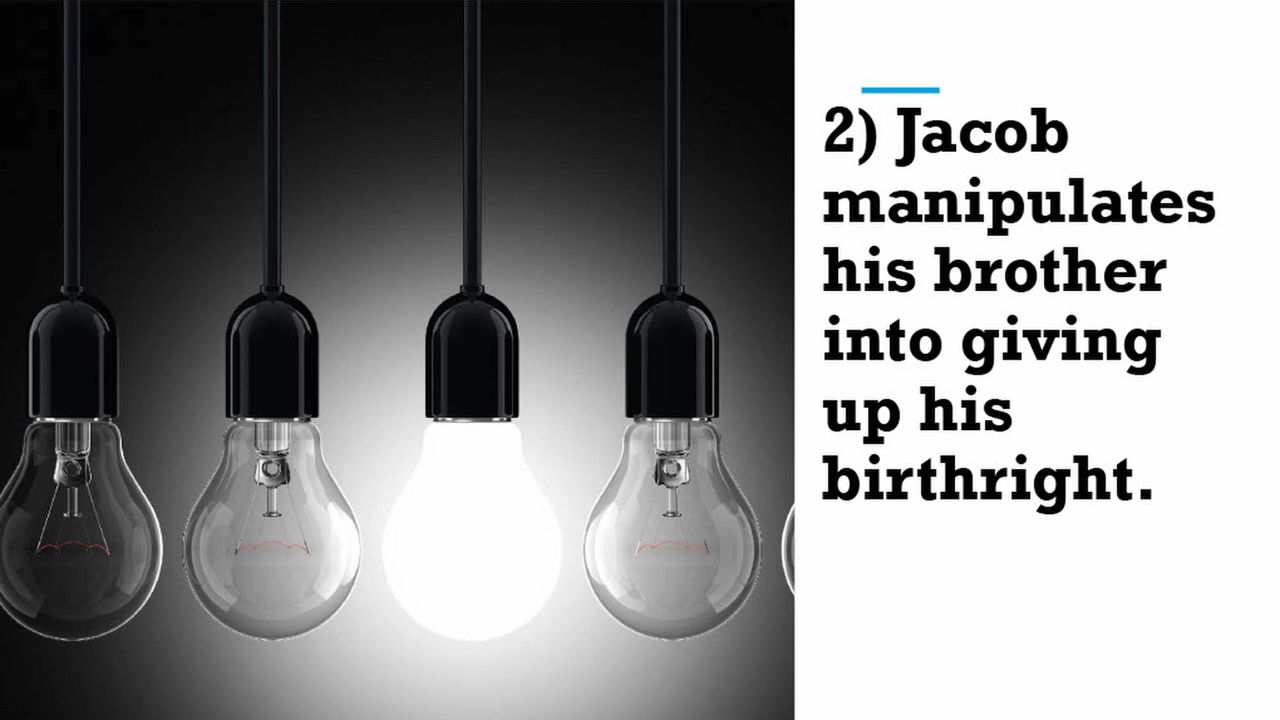 2) Jacob
manipulates
his brother
into giving
up his
birthright.